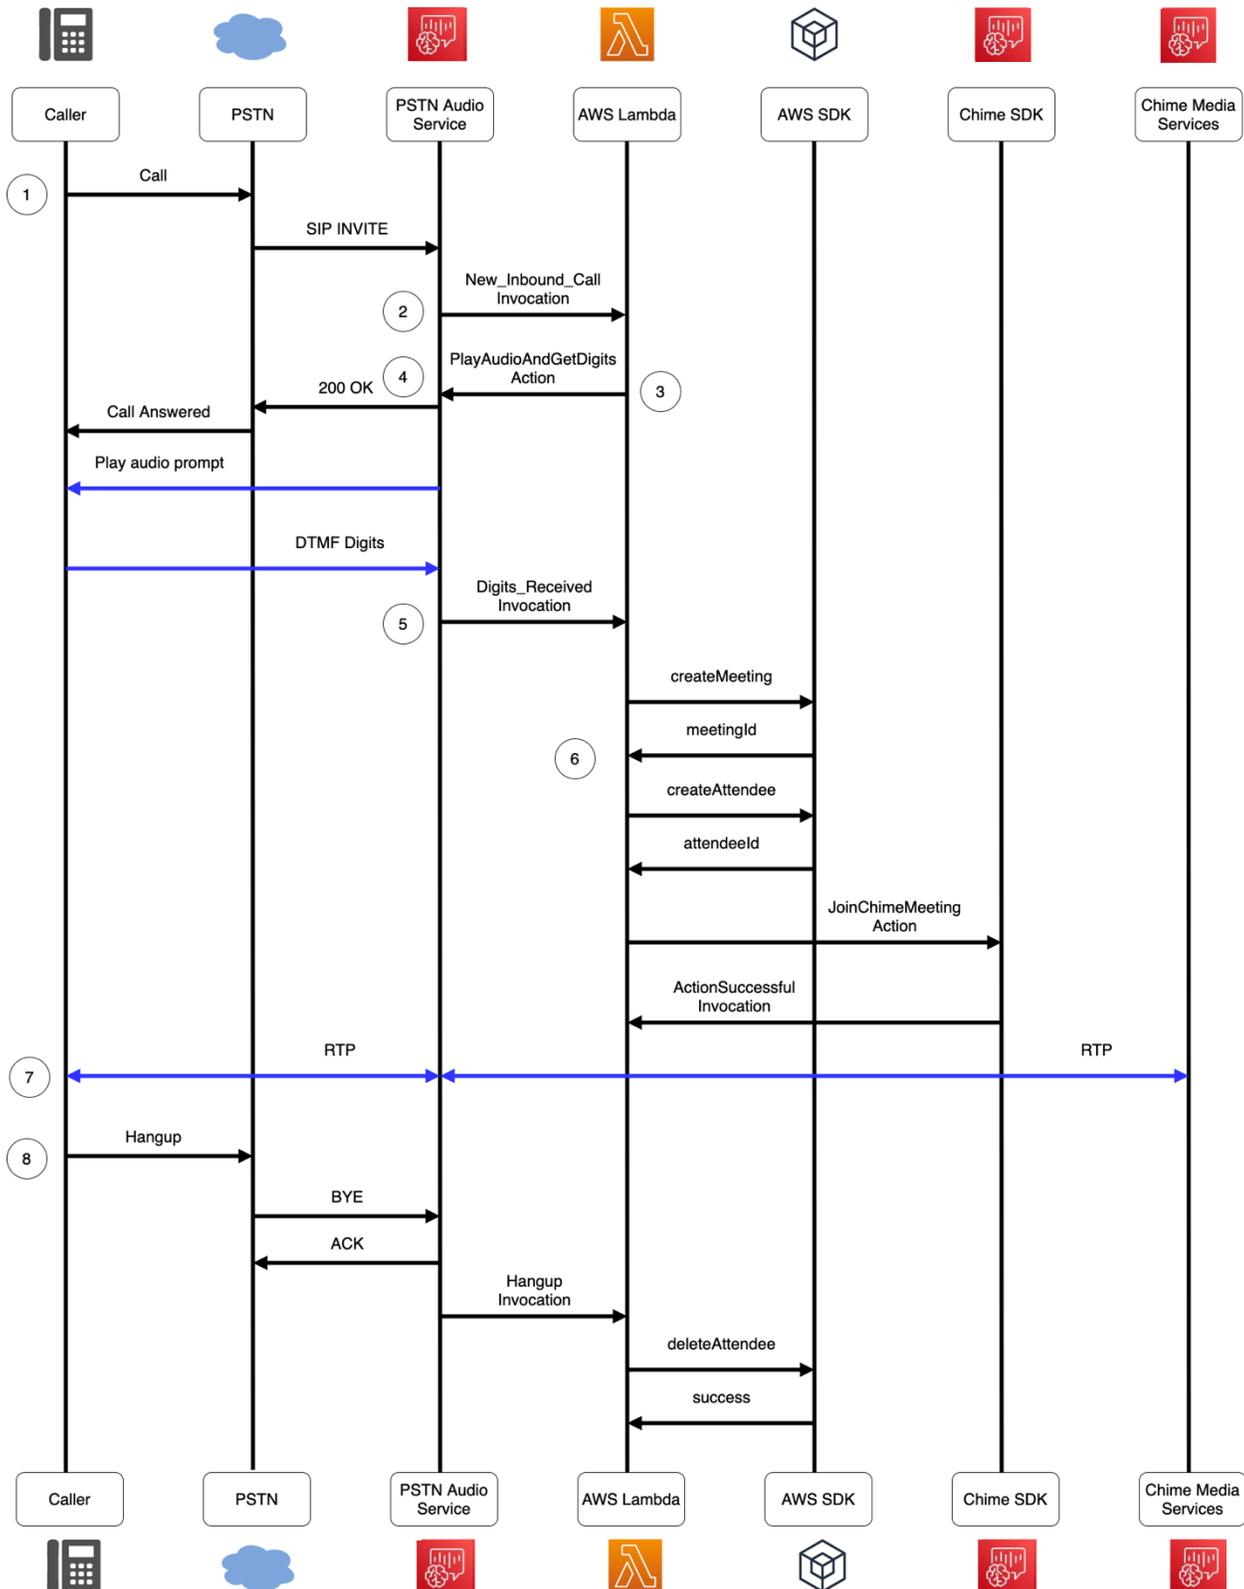 Caller
PSTN
PSTN Audio
Service
AWS Lambda
AWS SDK
Chime SDK
Chime Media
Services
1
Call
SIP INVITE
New_Inbound_Call
Invocation
2
PlayAudioAndGetDigits
Action
3
4
200 OK
Call Answered
Play audio prompt
DTMF Digits
Digits_Received
Invocation
5
createMeeting
meetingId
6
createAttendee
attendeeId
JoinChimeMeeting
Action
ActionSuccessful
Invocation
RTP
RTP
7
Hangup
8
BYE
ACK
Hangup
Invocation
deleteAttendee
success
Caller
PSTN
PSTN Audio
Service
AWS Lambda
AWS SDK
Chime SDK
Chime Media
Services